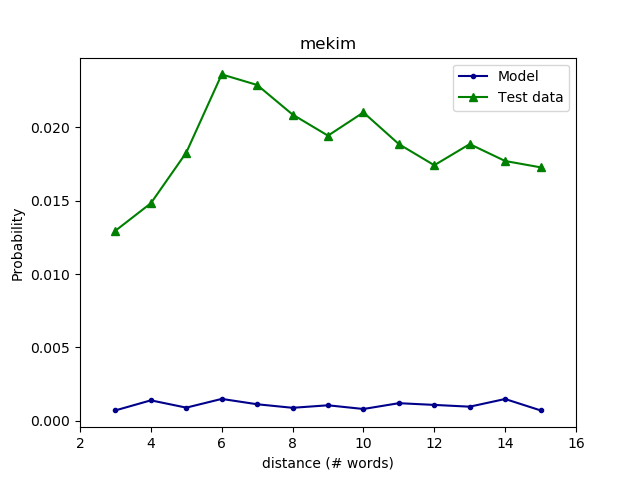 mekim
Model
Test data
Probability
0.020
0.015
0.010
0.005
0.000
2 4 6 8 10 12 14 16
distance (# words)